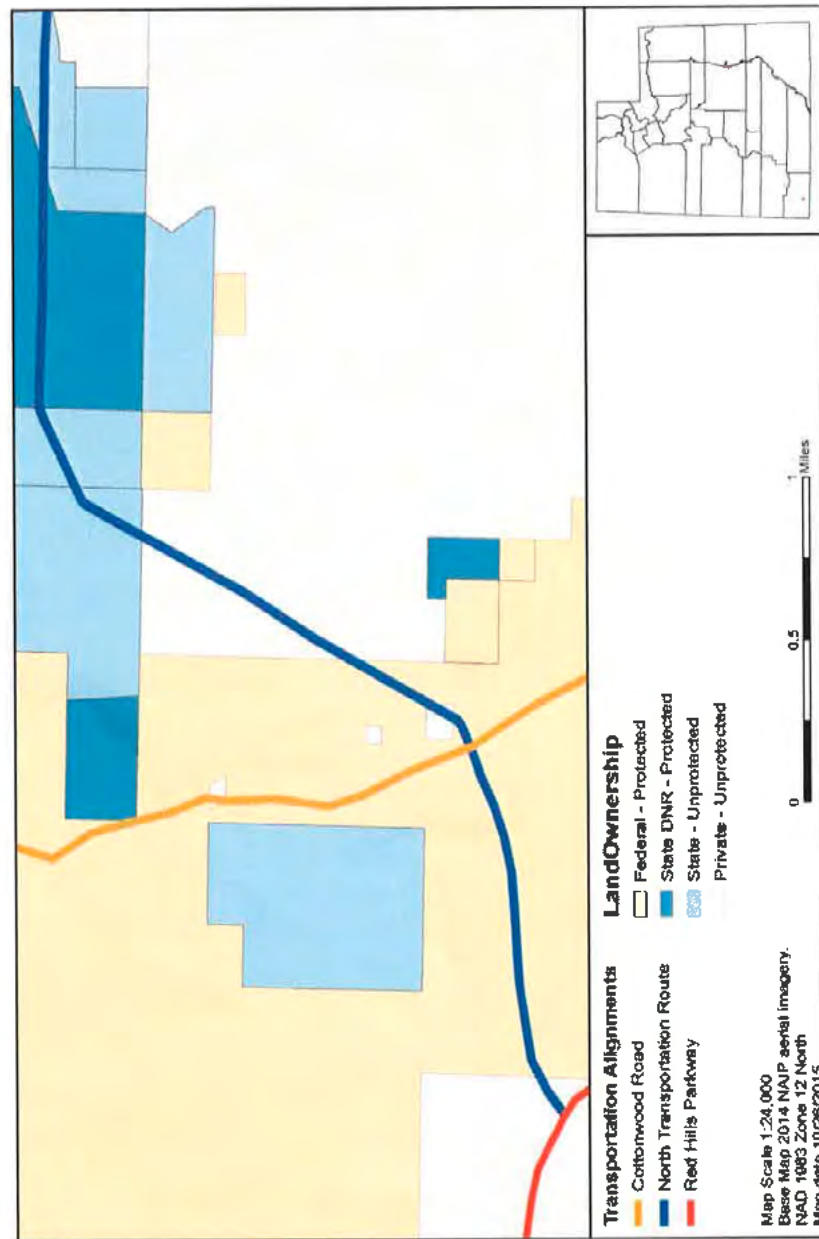 Transportation Alignments
Cottonwood Road
North Transportation Route
Red Hills Parkway
LandOwnership
Federal - Protected
State DNR - Protected
State - Unprotected
Private - Unprotected
0
0.5
1
Miles
Map Scale 1:24,000
Base Map 2014 NAIP aerial imagery.
NAD 1983 Zone 12 North
Map date